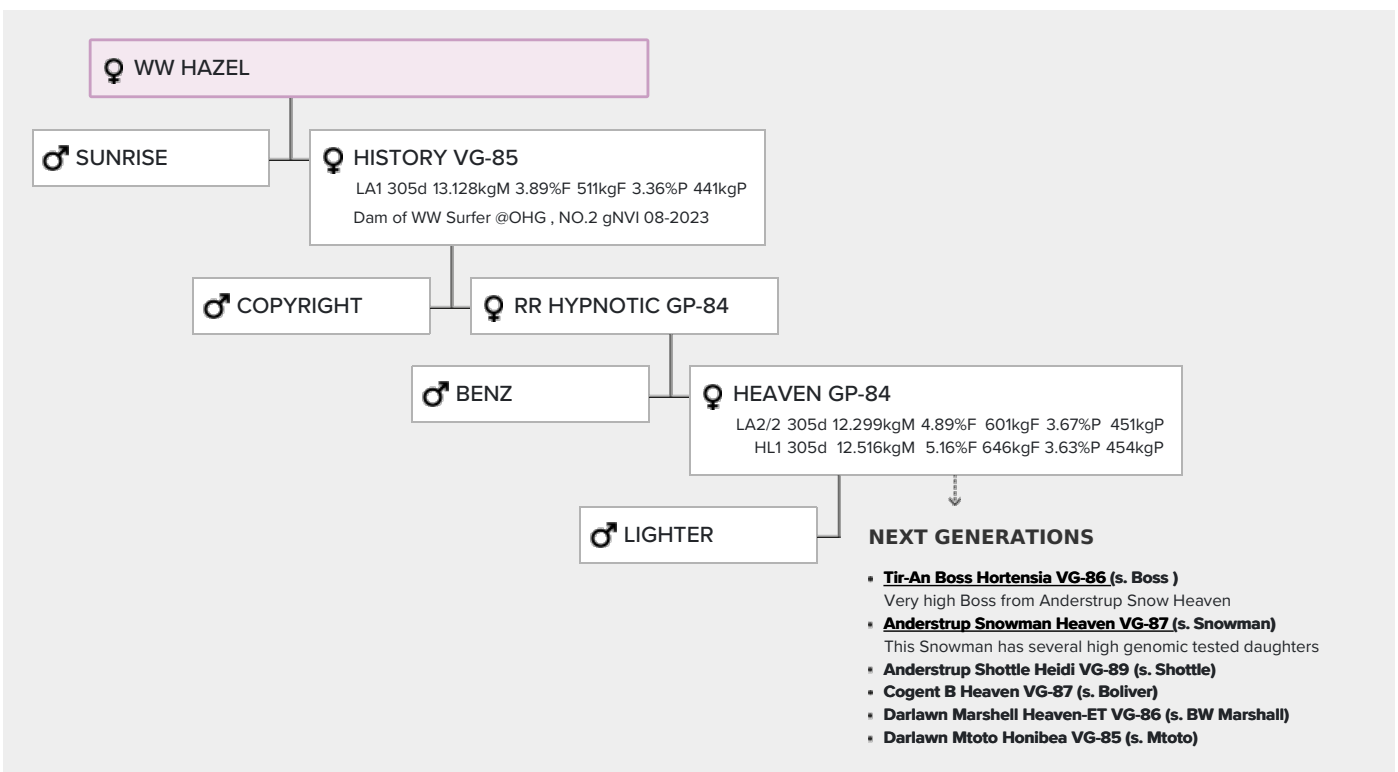 WW HAZEL
SUNRISE
HISTORY VG-85
LA1 305d 13.128kgM 3.89%F 511kgF 3.36%P 441kgP
Dam of WW Surfer @OHG , NO.2 gNVI 08-2023
COPYRIGHT
RR HYPNOTIC GP-84
BENZ
HEAVEN GP-84
LA2/2 305d 12.299kgM 4.89%F 601kgF 3.67%P 451kgP
HL1 305d 12.516kgM 5.16%F 646kgF 3.63%P 454kgP
LIGHTER
NEXT GENERATIONS
Tir-An Boss Hortensia VG-86 (s. Boss )
Very high Boss from Anderstrup Snow Heaven
Anderstrup Snowman Heaven VG-87 (s. Snowman)
This Snowman has several high genomic tested daughters
Anderstrup Shottle Heidi VG-89 (s. Shottle)
Cogent B Heaven VG-87 (s. Boliver)
Darlawn Marshell Heaven-ET VG-86 (s. BW Marshall)
Darlawn Mtoto Honibea VG-85 (s. Mtoto)